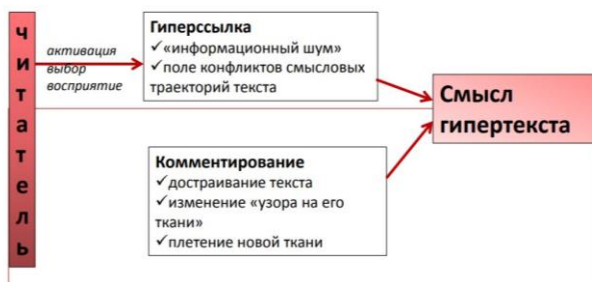 читатель
активация
выбор
восприятие
Гиперссылка
✓«информационный шум»
✓поле конфликтов смысловых
траекторий текста
Комментирование
✓достраивание текста
✓изменение «узора на его
ткани»
✓плетение новой ткани
Смысл
гипертекста